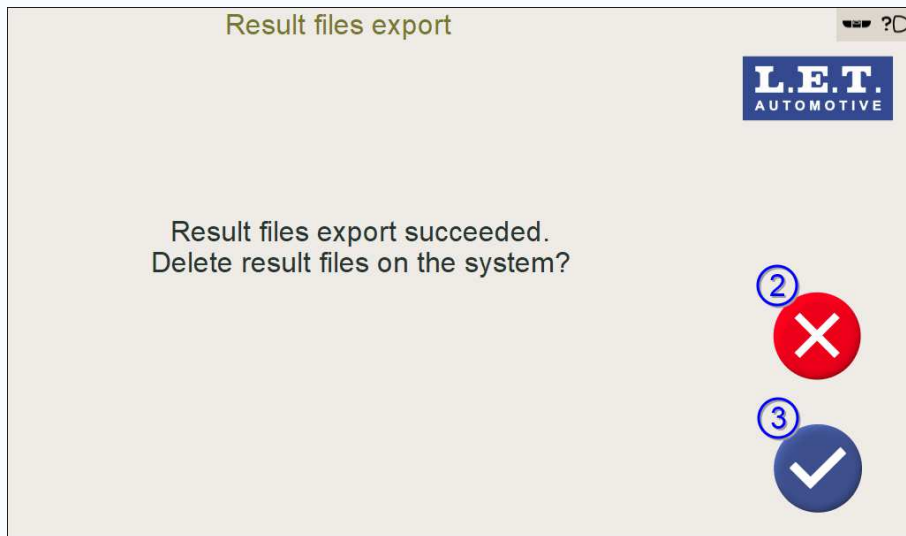 Result files export
?
L.E.T.
AUTOMOTIVE
Result files export succeeded.
Delete result files on the system?
2
3